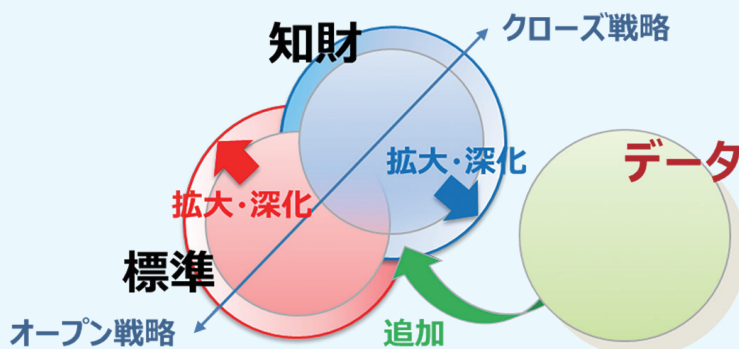 クローズ戦略
知財
データ
拡大・深化
拡大・深化
標準
オープン戦略
追加